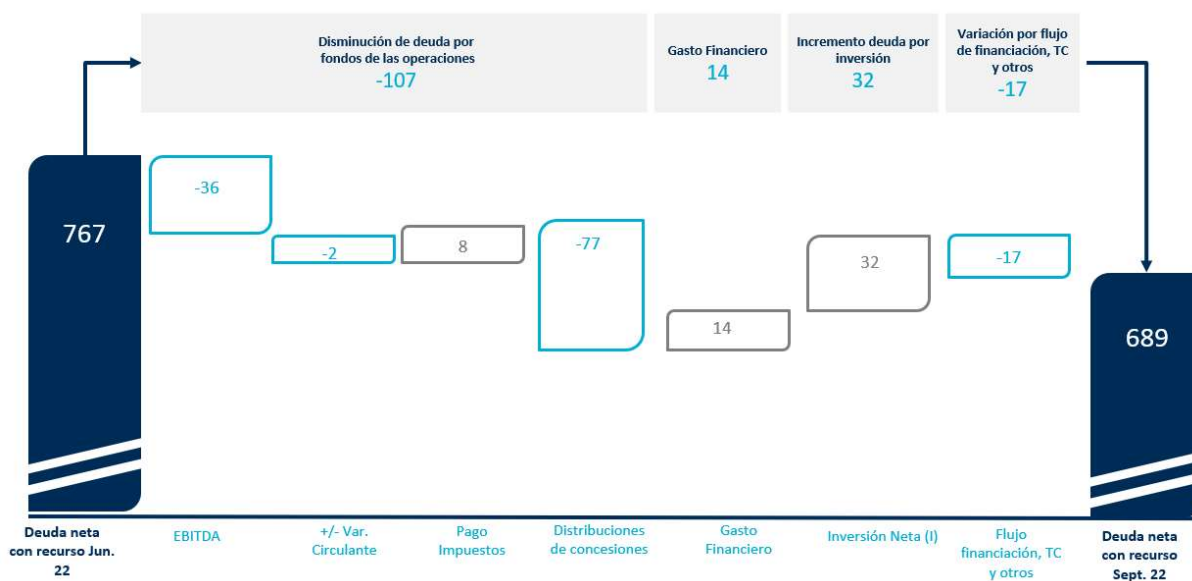 Disminución de deuda por
fondos de las operaciones
-107
Gasto Financiero
14
Incremento deuda por
inversión
32
Variación por flujo
de financiación, TC
y otros
-17
767
-36
-2
8
-77
14
32
-17
689
Deuda neta
con recurso Jun.
22
EBITDA
+/- Var.
Circulante
Pago
Impuestos
Distribuciones
de concesiones
Gasto
Financiero
Inversión Neta (I)
Flujo
financiación, TC
y otros
Deuda neta
con recurso
Sept. 22